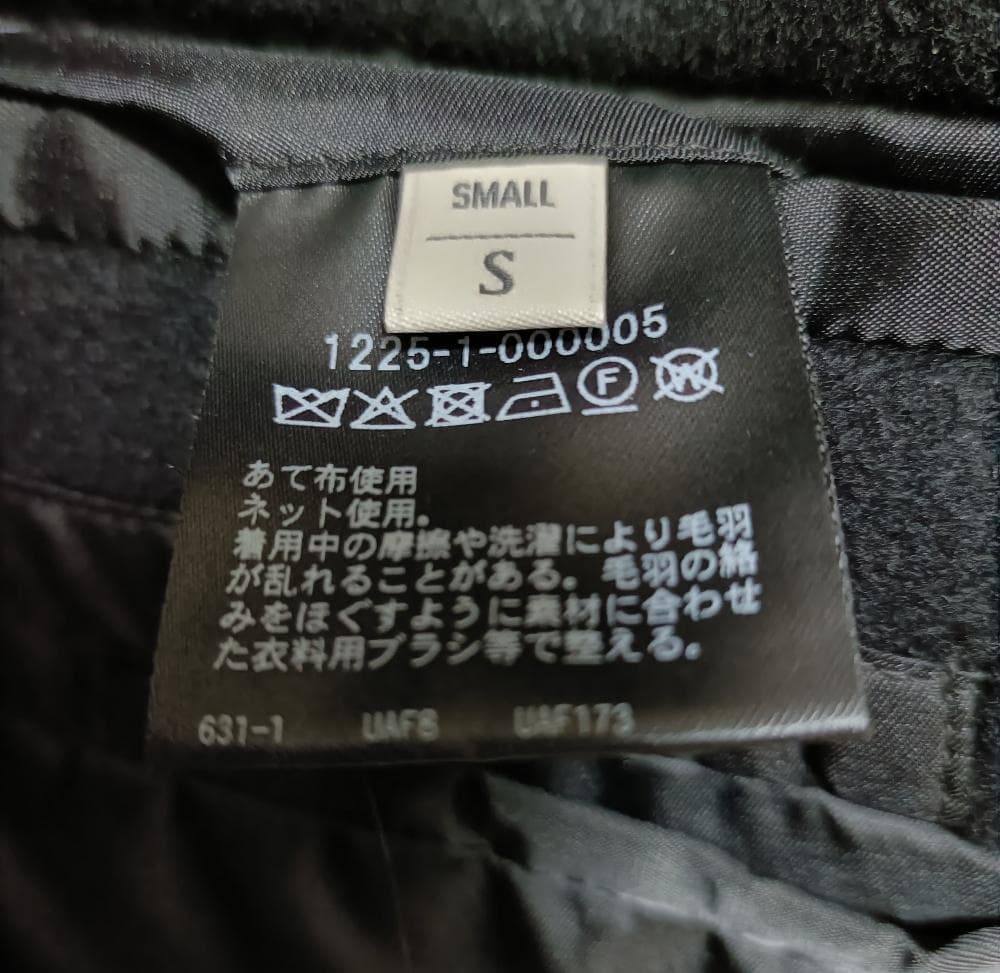 SMALL
S
1225-1-000005
F W
あて布使用
ネット使用.
着用中の摩擦や洗濯により毛羽
が乱れることがある. 毛羽の絡
みをほぐすように素材に合わせ
た衣料用ブラシ等で整える.
631-1 UAF8 UAF173